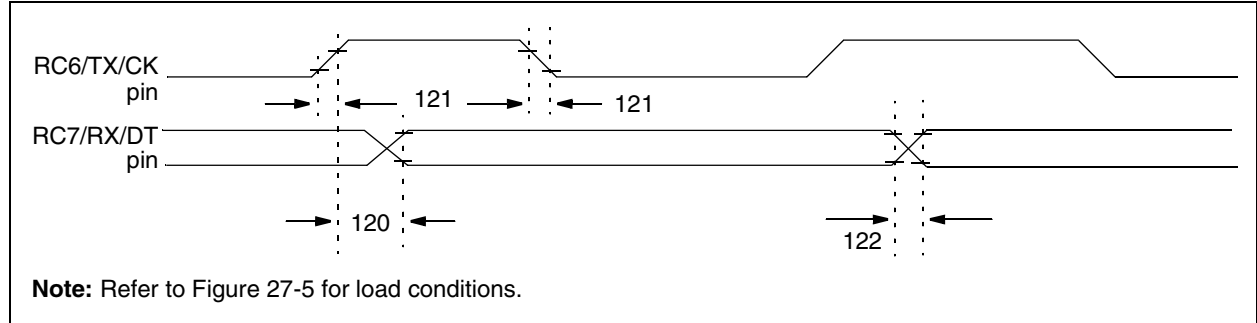 RC6/TX/CK
pin
121
121
RC7/RX/DT
pin
120
122
Note: Refer to Figure 27-5 for load conditions.